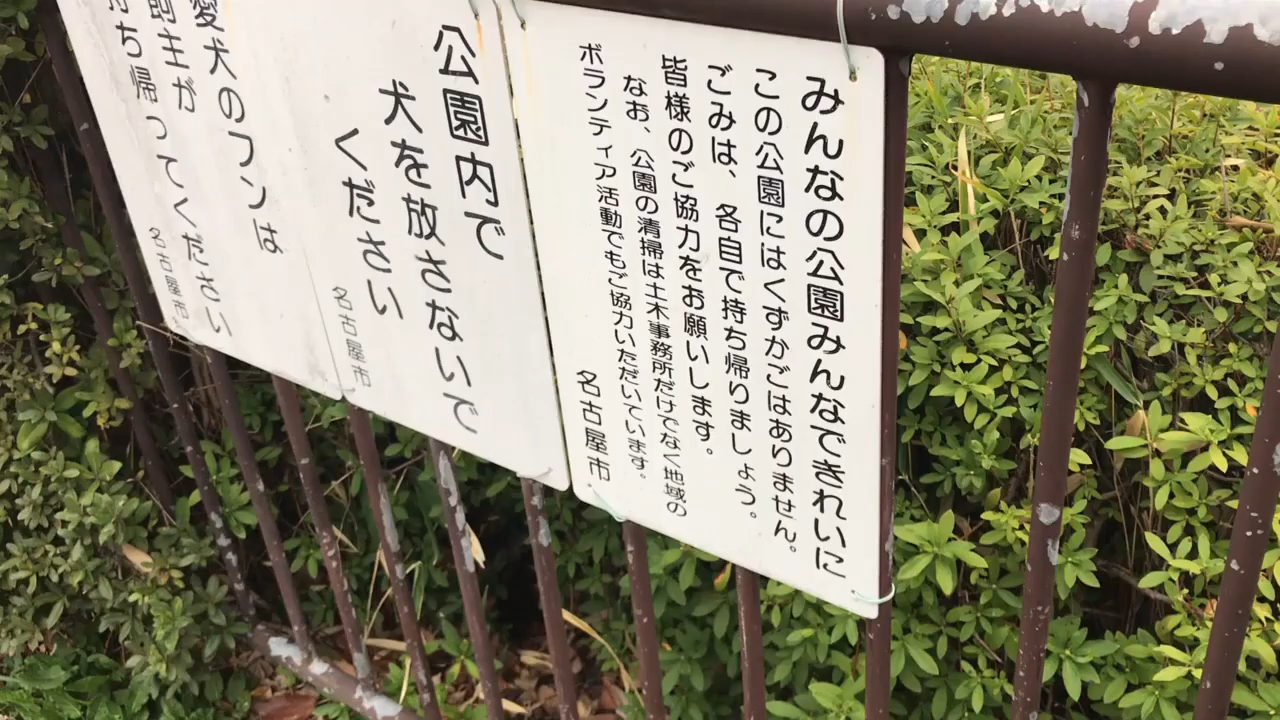 みんなの公園みんなできれいに
この公園にはくずかごはありません。
ごみは、各自で持ち帰りましょう。
皆様のご協力をお願いします。
なお、公園の清掃は土木事務所だけでなく地域の
ボランティア活動でもご協力いただいています。
名古屋市
公園内で
犬を放さないで
ください
名古屋市
愛犬のフンは
飼主が
持ち帰ってください
名古屋市